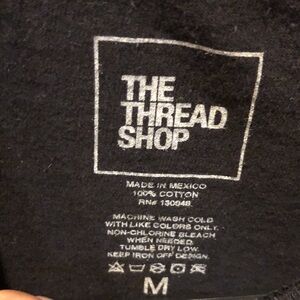 THE
THREAD
SHOP
MADE IN MEXICO
100% COTTON
RN# 130948
MACHINE WASH COLD
WITH LIKE COLORS ONLY.
NON-CHLORINE BLEACH
WHEN NEEDED.
TUMBLE DRY LOW.
KEEP IRON OFF DESIGN.
M